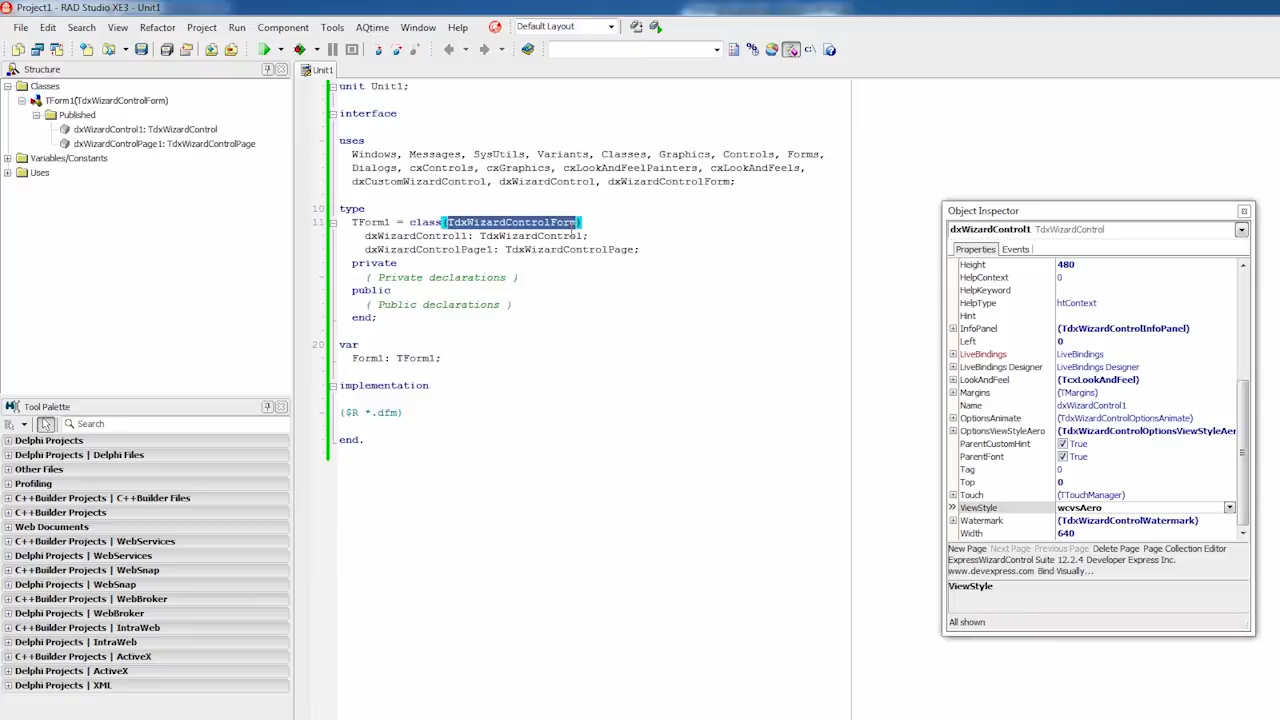 Project1 - RAD Studio XE3 - Unit1
File Edit Search View Refactor Project Run Component Tools AQtime Window Help Default Layout
Structure
Classes
TForm1(TdxWizardControlForm)
Published
dxWizardControl1: TdxWizardControl
dxWizardControlPage1: TdxWizardControlPage
Variables/Constants
Uses
Tool Palette
Search
Delphi Projects
Delphi Projects | Delphi Files
Other Files
Profiling
C++Builder Projects | C++Builder Files
C++Builder Projects
Web Documents
C++Builder Projects | WebServices
Delphi Projects | WebServices
C++Builder Projects | WebSnap
Delphi Projects | WebSnap
C++Builder Projects | WebBroker
Delphi Projects | WebBroker
C++Builder Projects | IntraWeb
Delphi Projects | IntraWeb
C++Builder Projects | ActiveX
Delphi Projects | ActiveX
Delphi Projects | XML
Unit1
unit Unit1;
interface
uses
Windows, Messages, SysUtils, Variants, Classes, Graphics, Controls, Forms,
Dialogs, cxControls, cxGraphics, cxLookAndFeelPainters, cxLookAndFeels,
dxCustomWizardControl, dxWizardControl, dxWizardControlForm;
10 type
11 TForm1 = class(TdxWizardControlForm)
dxWizardControl1: TdxWizardControl;
dxWizardControlPage1: TdxWizardControlPage;
private
{ Private declarations }
public
{ Public declarations }
end;
20 var
Form1: TForm1;
implementation
{$R *.dfm}
end.
Object Inspector
dxWizardControl1 TdxWizardControl
Properties Events
Height 480
HelpContext 0
HelpKeyword
HelpType htContext
Hint
InfoPanel (TdxWizardControlInfoPanel)
Left 0
LiveBindings LiveBindings
LiveBindings Designer LiveBindings Designer
LookAndFeel (TcxLookAndFeel)
Margins (TMargins)
Name dxWizardControl1
OptionsAnimate (TdxWizardControlOptionsAnimate)
OptionsViewStyleAero (TdxWizardControlOptionsViewStyleAer
ParentCustomHint True
ParentFont True
Tag 0
Top 0
Touch (TTouchManager)
ViewStyle wcvsAero
Watermark (TdxWizardControlWatermark)
Width 640
New Page Next Page Previous Page Delete Page Page Collection Editor
ExpressWizardControl Suite 12.2.4 Developer Express Inc.
www.devexpress.com Bind Visually...
ViewStyle
All shown